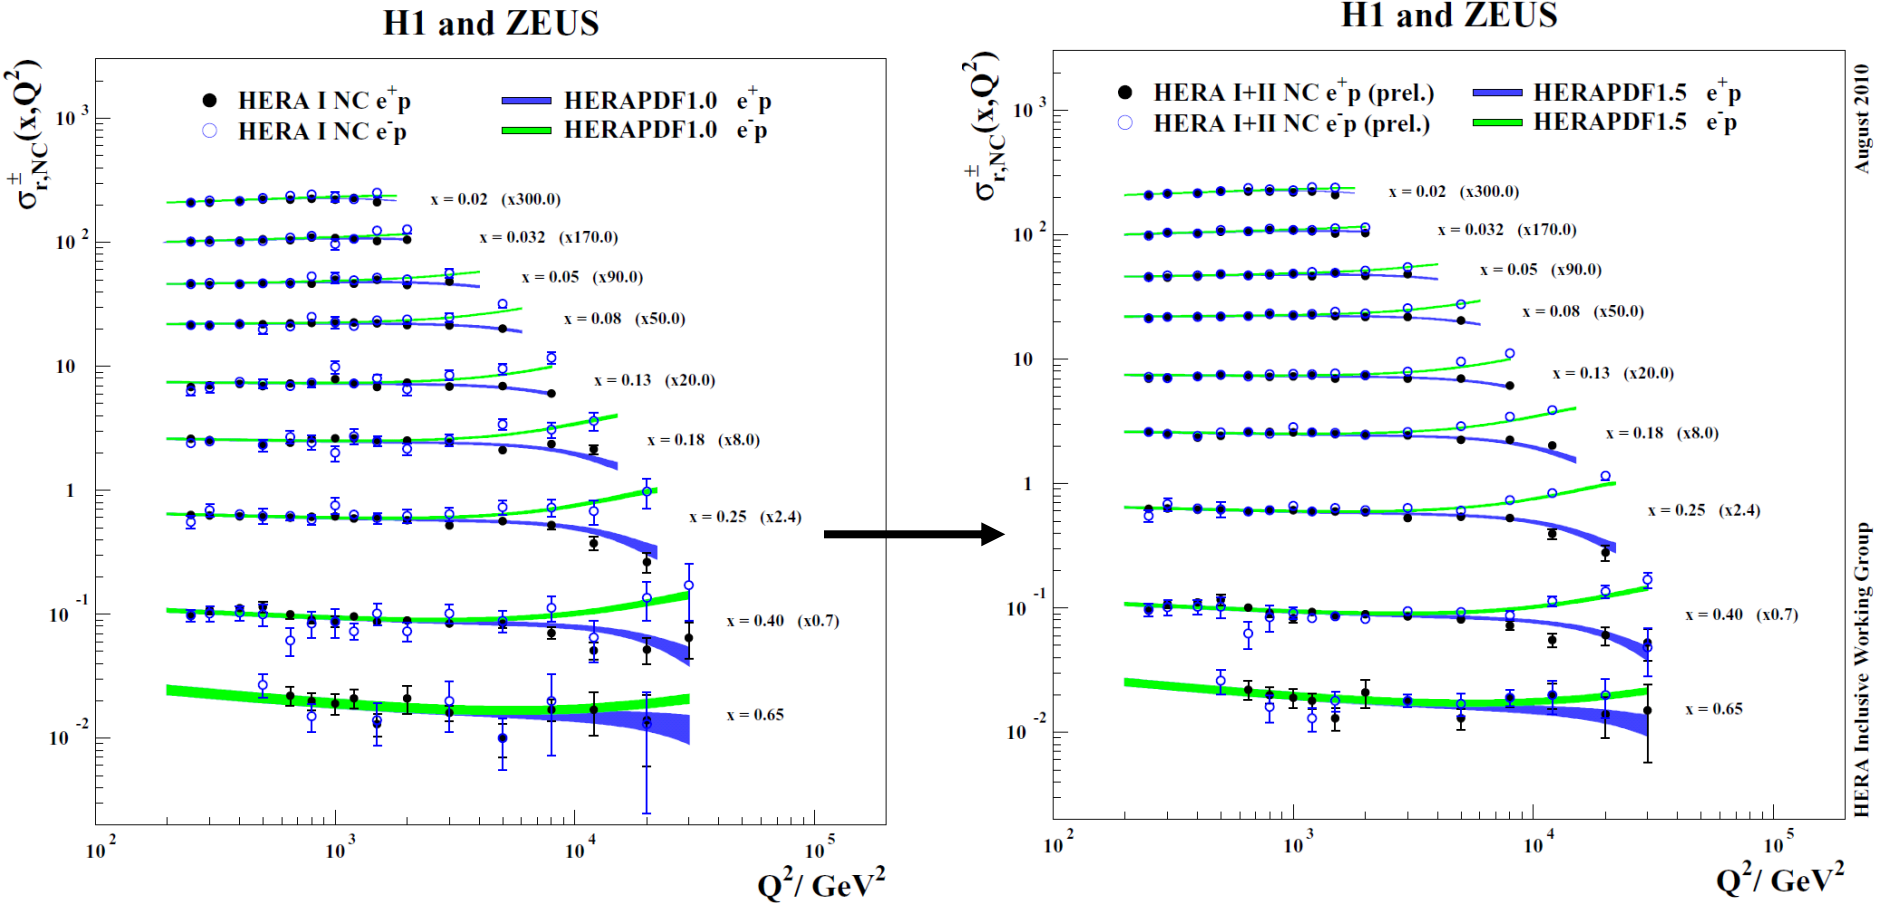 H1 and ZEUS
σ±r,NC(x,Q²)
HERA I NC e⁺p
HERA I NC e⁻p
HERAPDF1.0 e⁺p
HERAPDF1.0 e⁻p
10³
10²
10
1
10⁻¹
10⁻²
x = 0.02 (x300.0)
x = 0.032 (x170.0)
x = 0.05 (x90.0)
x = 0.08 (x50.0)
x = 0.13 (x20.0)
x = 0.18 (x8.0)
x = 0.25 (x2.4)
x = 0.40 (x0.7)
x = 0.65
10² 10³ 10⁴ 10⁵
Q²/ GeV²
H1 and ZEUS
σ±r,NC(x,Q²)
HERA I+II NC e⁺p (prel.)
HERA I+II NC e⁻p (prel.)
HERAPDF1.5 e⁺p
HERAPDF1.5 e⁻p
10³
10²
10
1
10⁻¹
10⁻²
x = 0.02 (x300.0)
x = 0.032 (x170.0)
x = 0.05 (x90.0)
x = 0.08 (x50.0)
x = 0.13 (x20.0)
x = 0.18 (x8.0)
x = 0.25 (x2.4)
x = 0.40 (x0.7)
x = 0.65
10² 10³ 10⁴ 10⁵
Q²/ GeV²
HERA Inclusive Working Group
August 2010